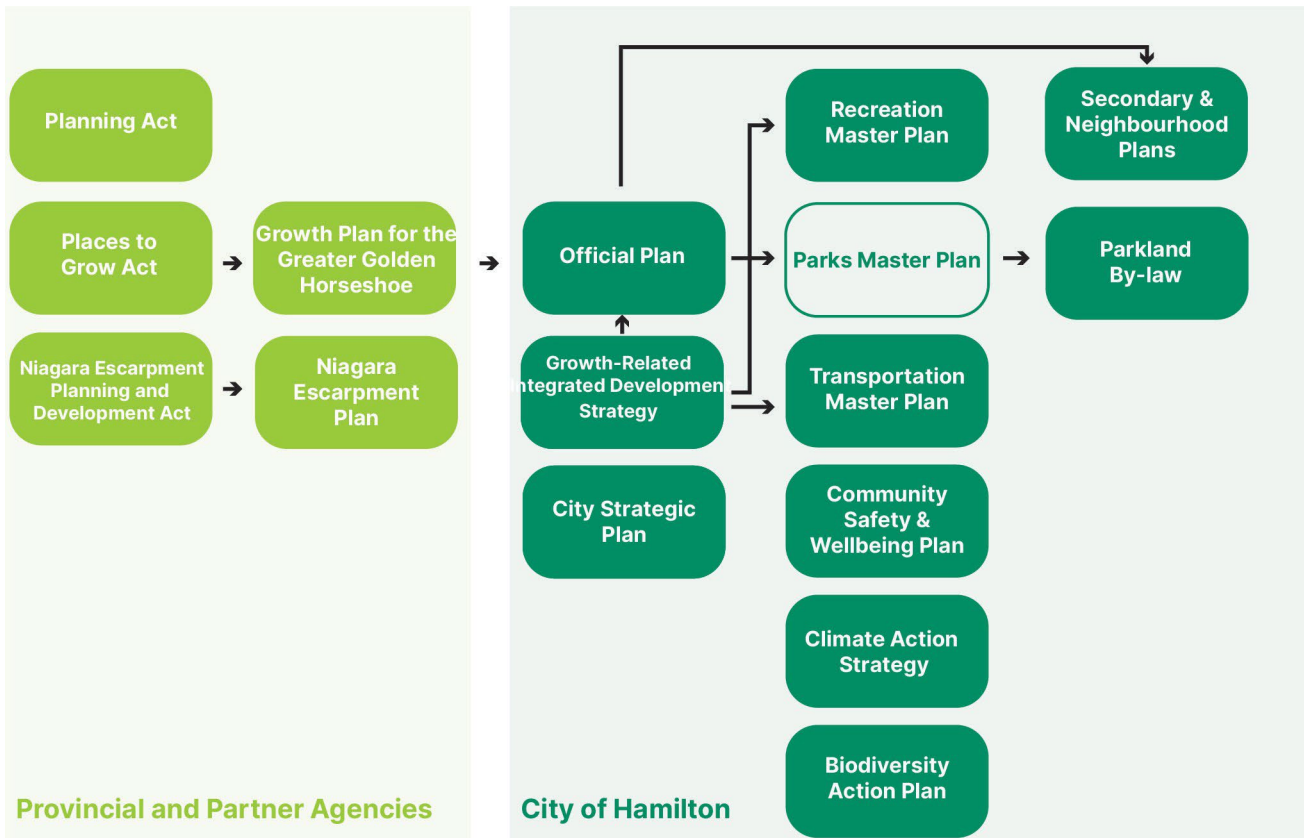 Planning Act
Places to
Grow Act
Growth Plan for the
Greater Golden
Horseshoe
Niagara Escarpment
Planning and
Development Act
Niagara
Escarpment
Plan
Provincial and Partner Agencies
Official Plan
Growth-Related
Integrated Development
Strategy
City Strategic
Plan
Recreation
Master Plan
Parks Master Plan
Transportation
Master Plan
Community
Safety &
Wellbeing Plan
Climate Action
Strategy
Biodiversity
Action Plan
Secondary &
Neighbourhood
Plans
Parkland
By-law
City of Hamilton